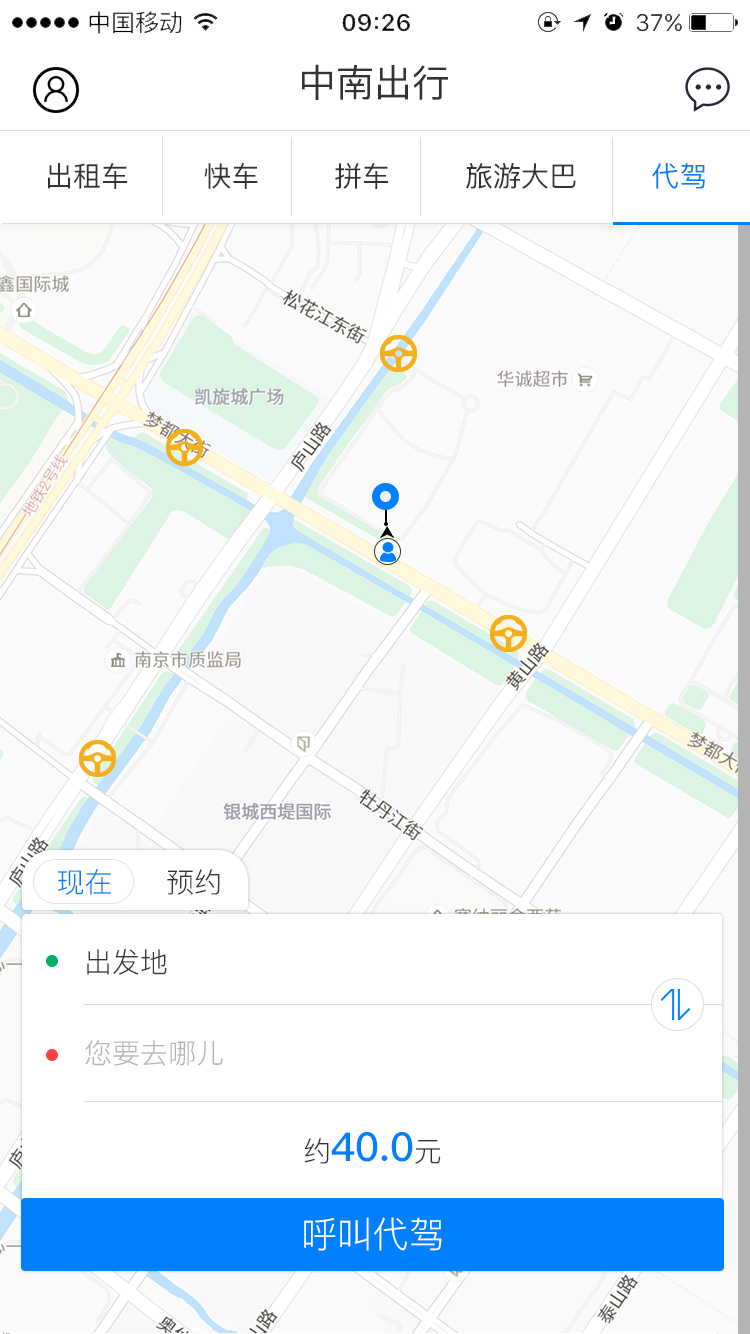 中国移动 09:26 37%
中南出行
出租车 快车 拼车 旅游大巴 代驾
鑫国际城
松花江东街
华诚超市
凯旋城广场
梦都大街
庐山路
地铁2号线
南京市质监局
黄山路
梦都大
银城西堤国际
牡丹江街
庐山路
现在 预约
出发地
您要去哪儿
约40.0元
呼叫代驾
泰山路